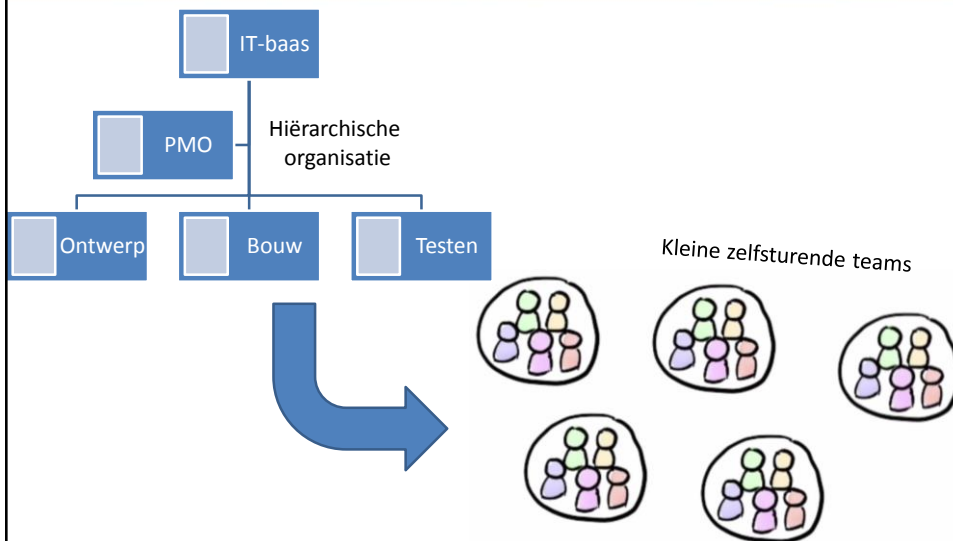 IT-baas
PMO
Hiërarchische
organisatie
Ontwerp
Bouw
Testen
Kleine zelfsturende teams